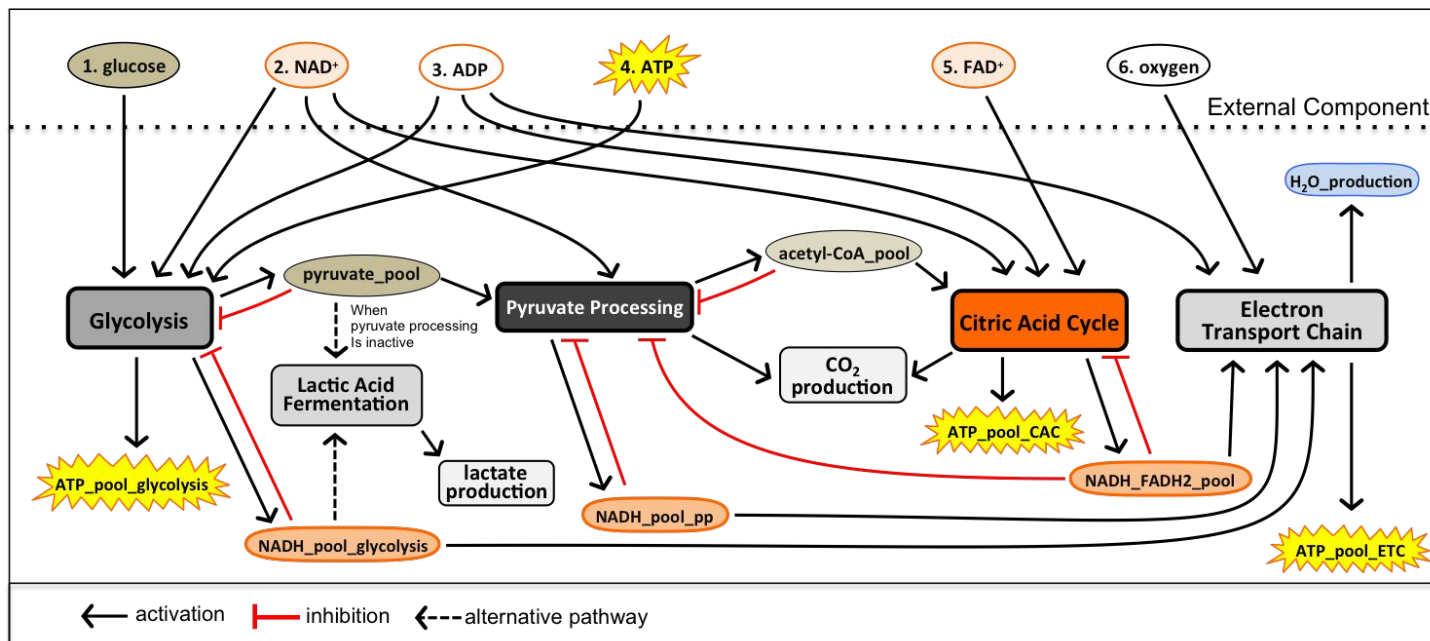 1. glucose
2. NAD⁺
3. ADP
4. ATP
5. FAD⁺
6. oxygen
External Component
H₂O_production
acetyl-CoA_pool
pyruvate_pool
Glycolysis
When
pyruvate processing
Is inactive
Pyruvate Processing
Citric Acid Cycle
Electron
Transport Chain
Lactic Acid
Fermentation
CO₂
production
ATP_pool_CAC
ATP_pool_glycolysis
lactate
production
NADH_FADH2_pool
NADH_pool_pp
NADH_pool_glycolysis
ATP_pool_ETC
activation
inhibition
alternative pathway